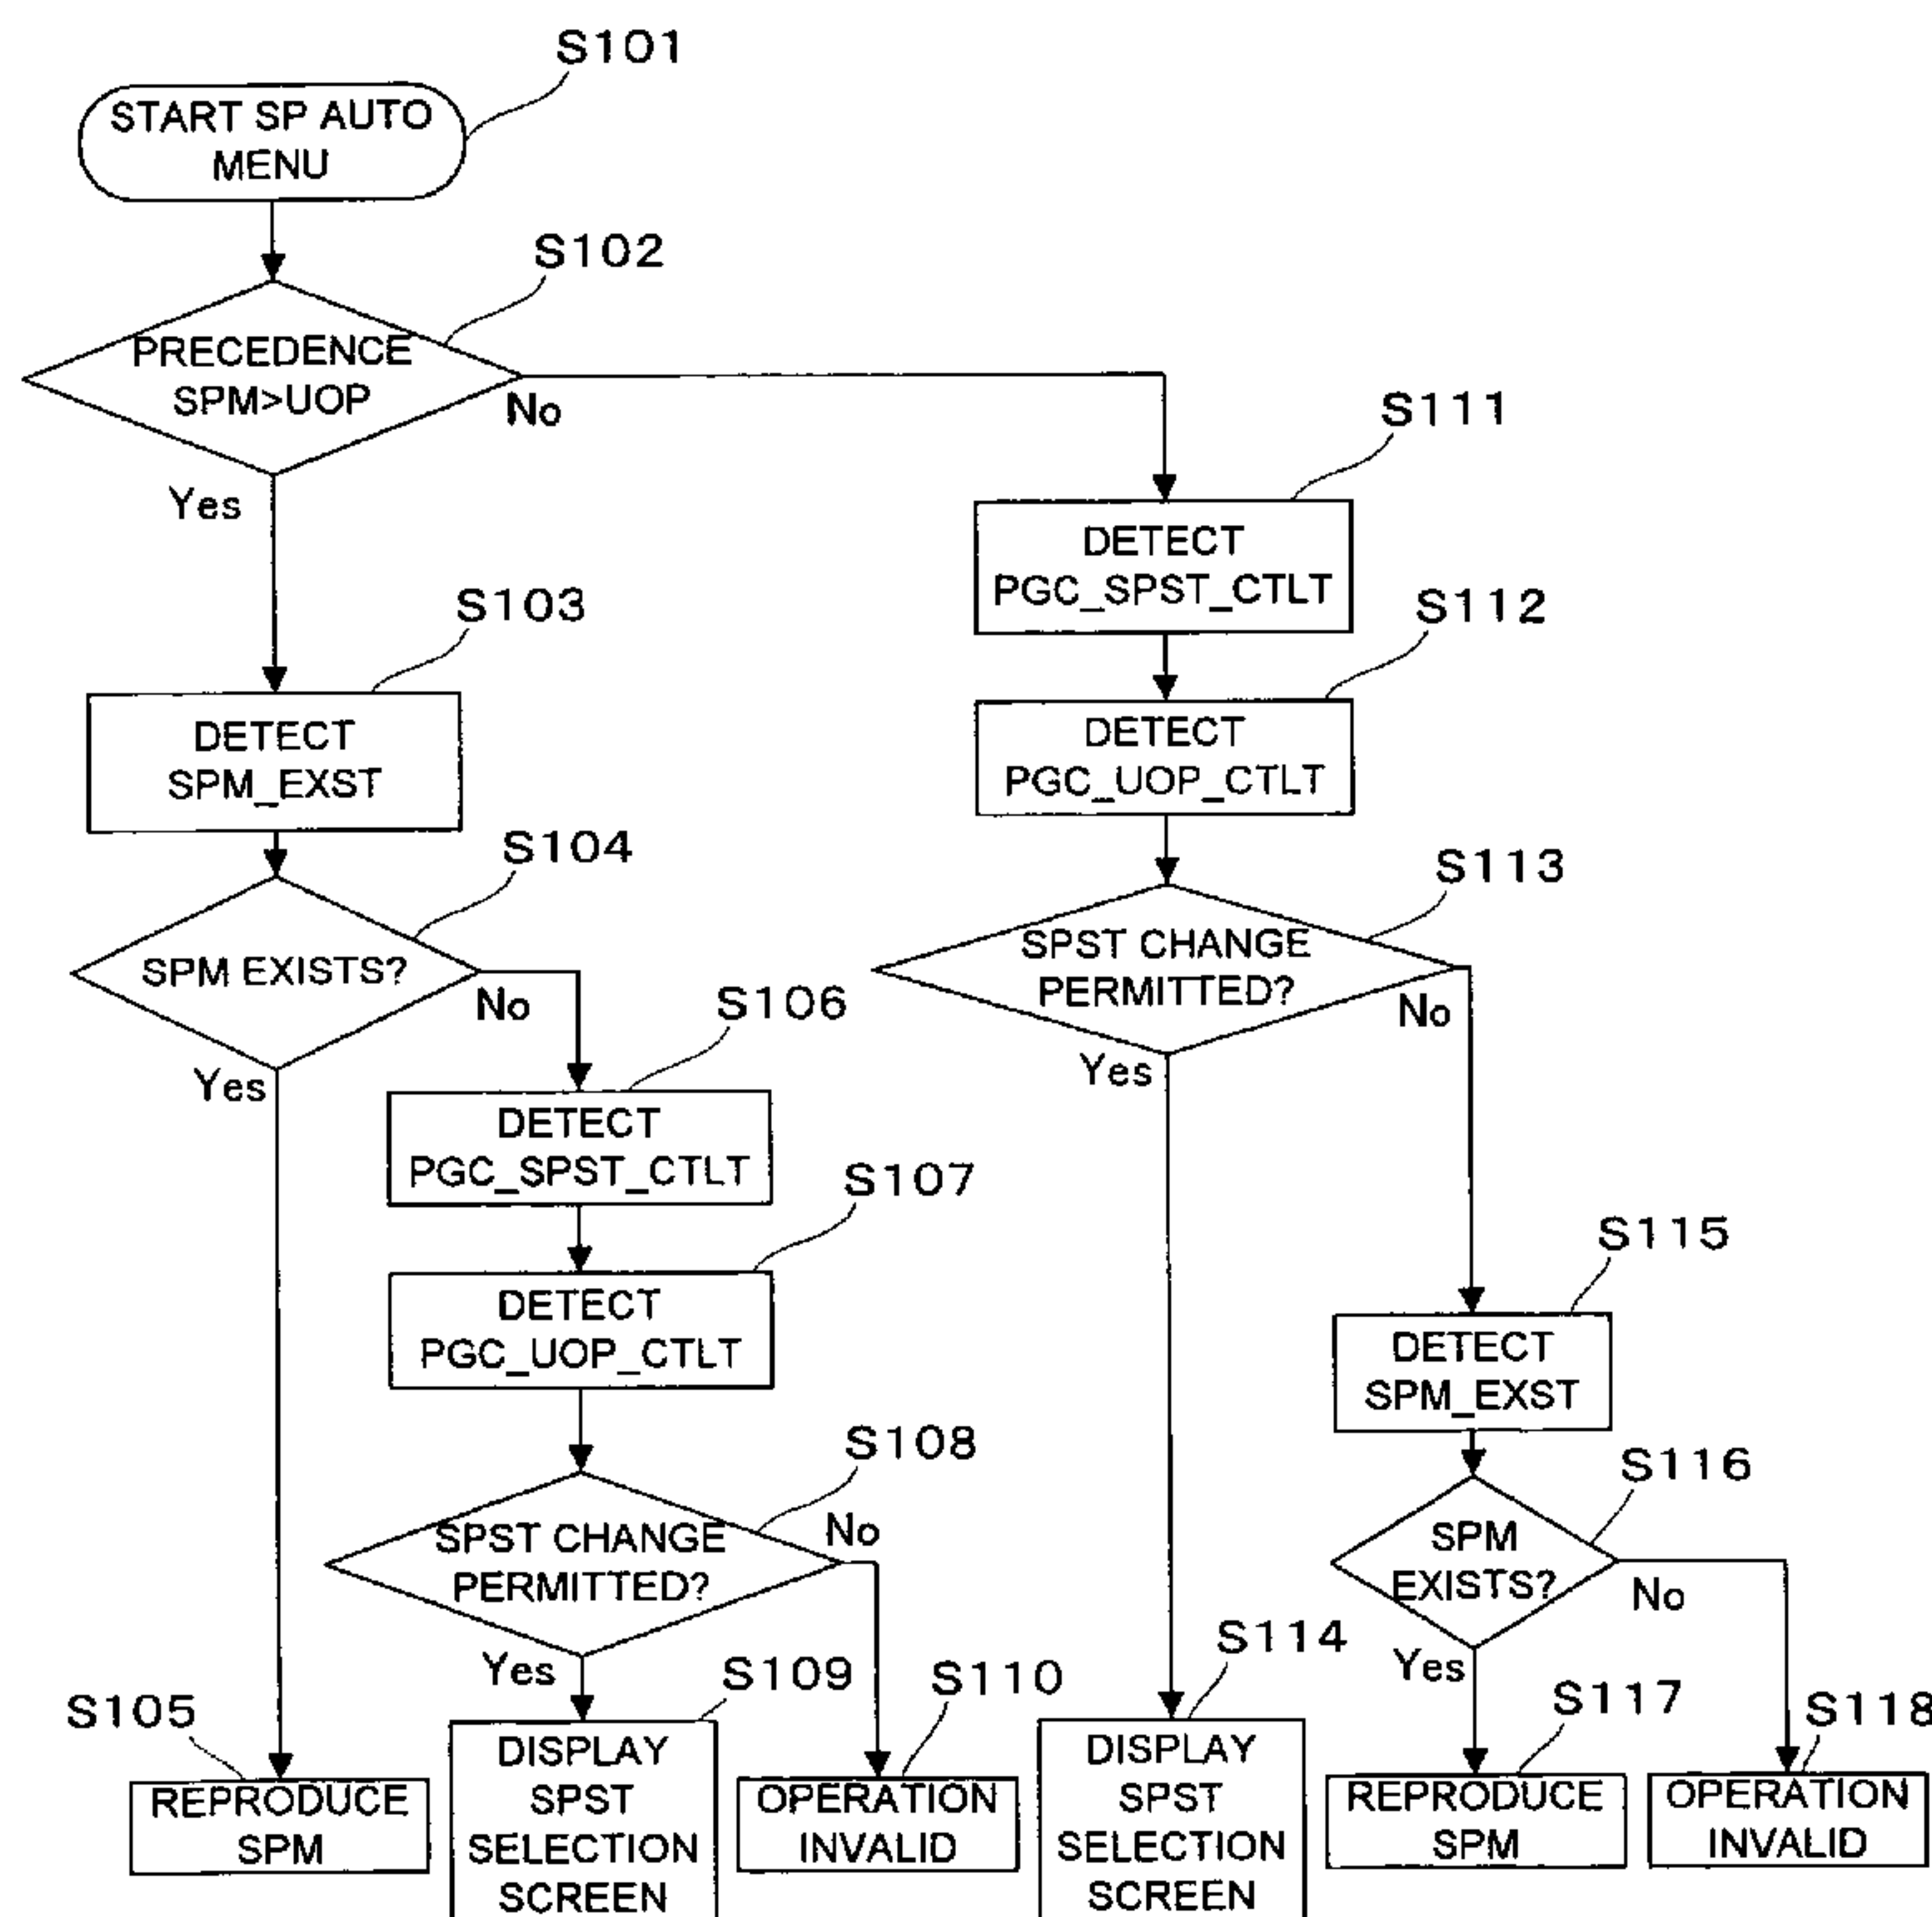 S101
START SP AUTO
MENU
S102
PRECEDENCE
SPM>UOP
No
Yes
S103
DETECT
SPM_EXST
S104
SPM EXISTS?
No
Yes
S105
REPRODUCE
SPM
S106
DETECT
PGC_SPST_CTLT
S107
DETECT
PGC_UOP_CTLT
S108
SPST CHANGE
PERMITTED?
No
Yes
S109
DISPLAY
SPST
SELECTION
SCREEN
S110
OPERATION
INVALID
S111
DETECT
PGC_SPST_CTLT
S112
DETECT
PGC_UOP_CTLT
S113
SPST CHANGE
PERMITTED?
No
Yes
S114
DISPLAY
SPST
SELECTION
SCREEN
S115
DETECT
SPM_EXST
S116
SPM
EXISTS?
No
Yes
S117
REPRODUCE
SPM
S118
OPERATION
INVALID